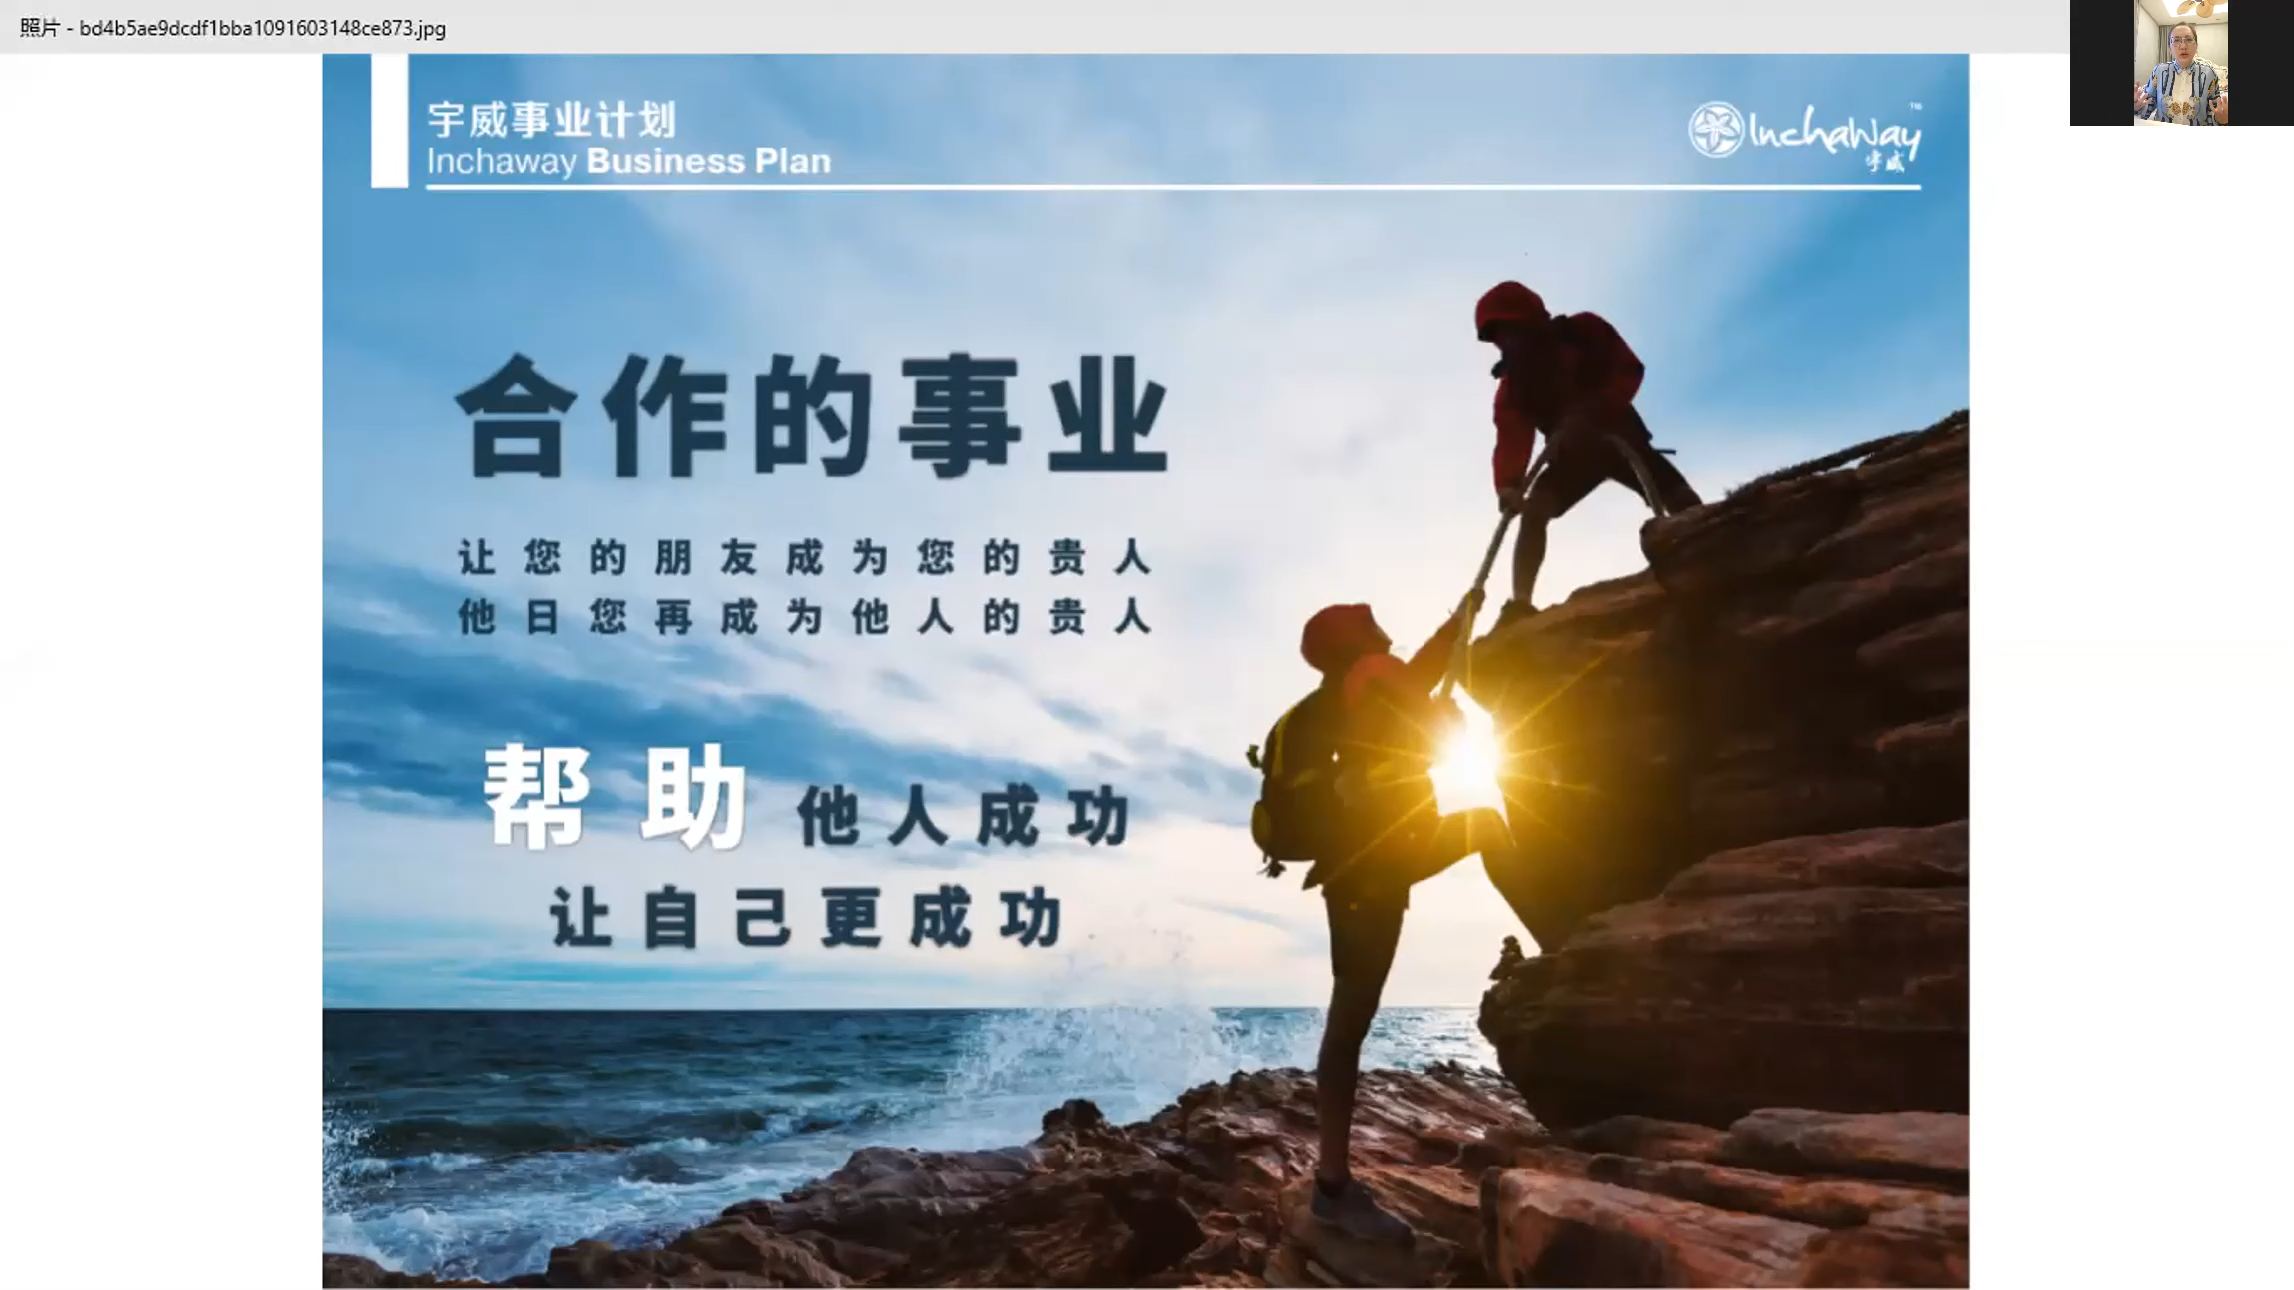 照片 - bd4b5ae9dcdf1bba1091603148ce873.jpg
宇威事业计划
Inchaway Business Plan
Inchaway™
宇威
合作的事业
让您的朋友成为您的贵人
他日您再成为他人的贵人
帮助他人成功
让自己更成功